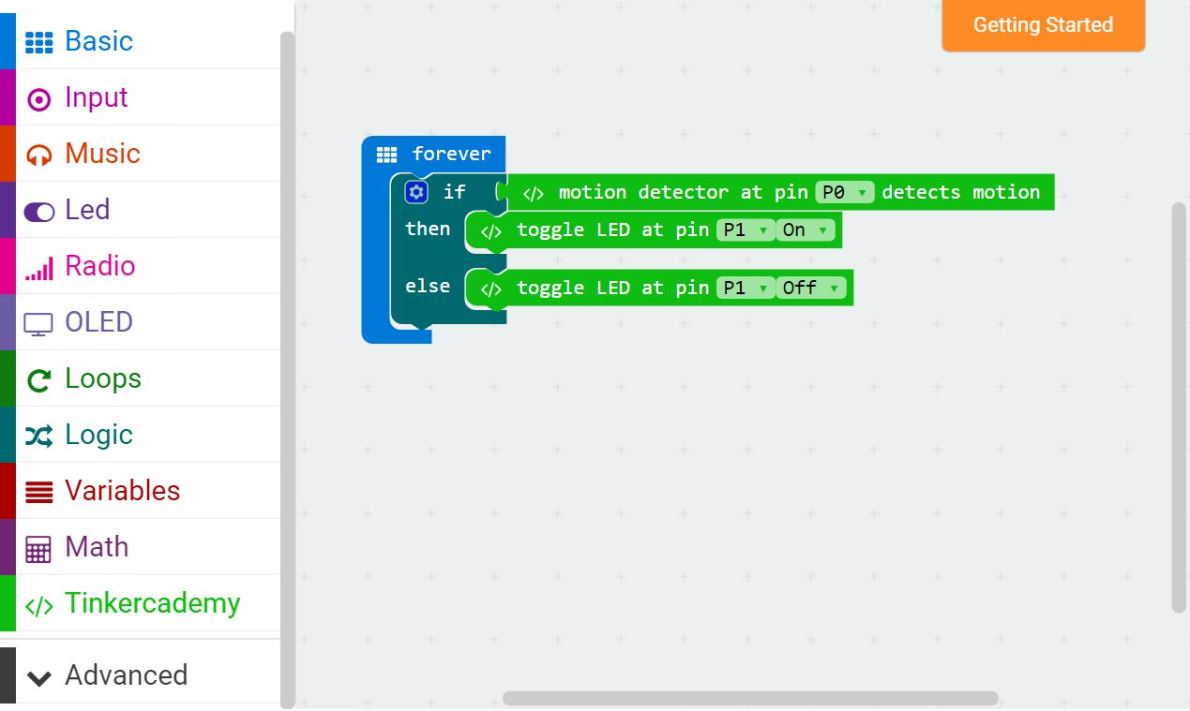 Basic
Input
Music
Led
Radio
OLED
Loops
Logic
Variables
Math
</> Tinkercademy
Advanced
Getting Started
forever
if </> motion detector at pin P0 detects motion
then </> toggle LED at pin P1 On
else </> toggle LED at pin P1 Off